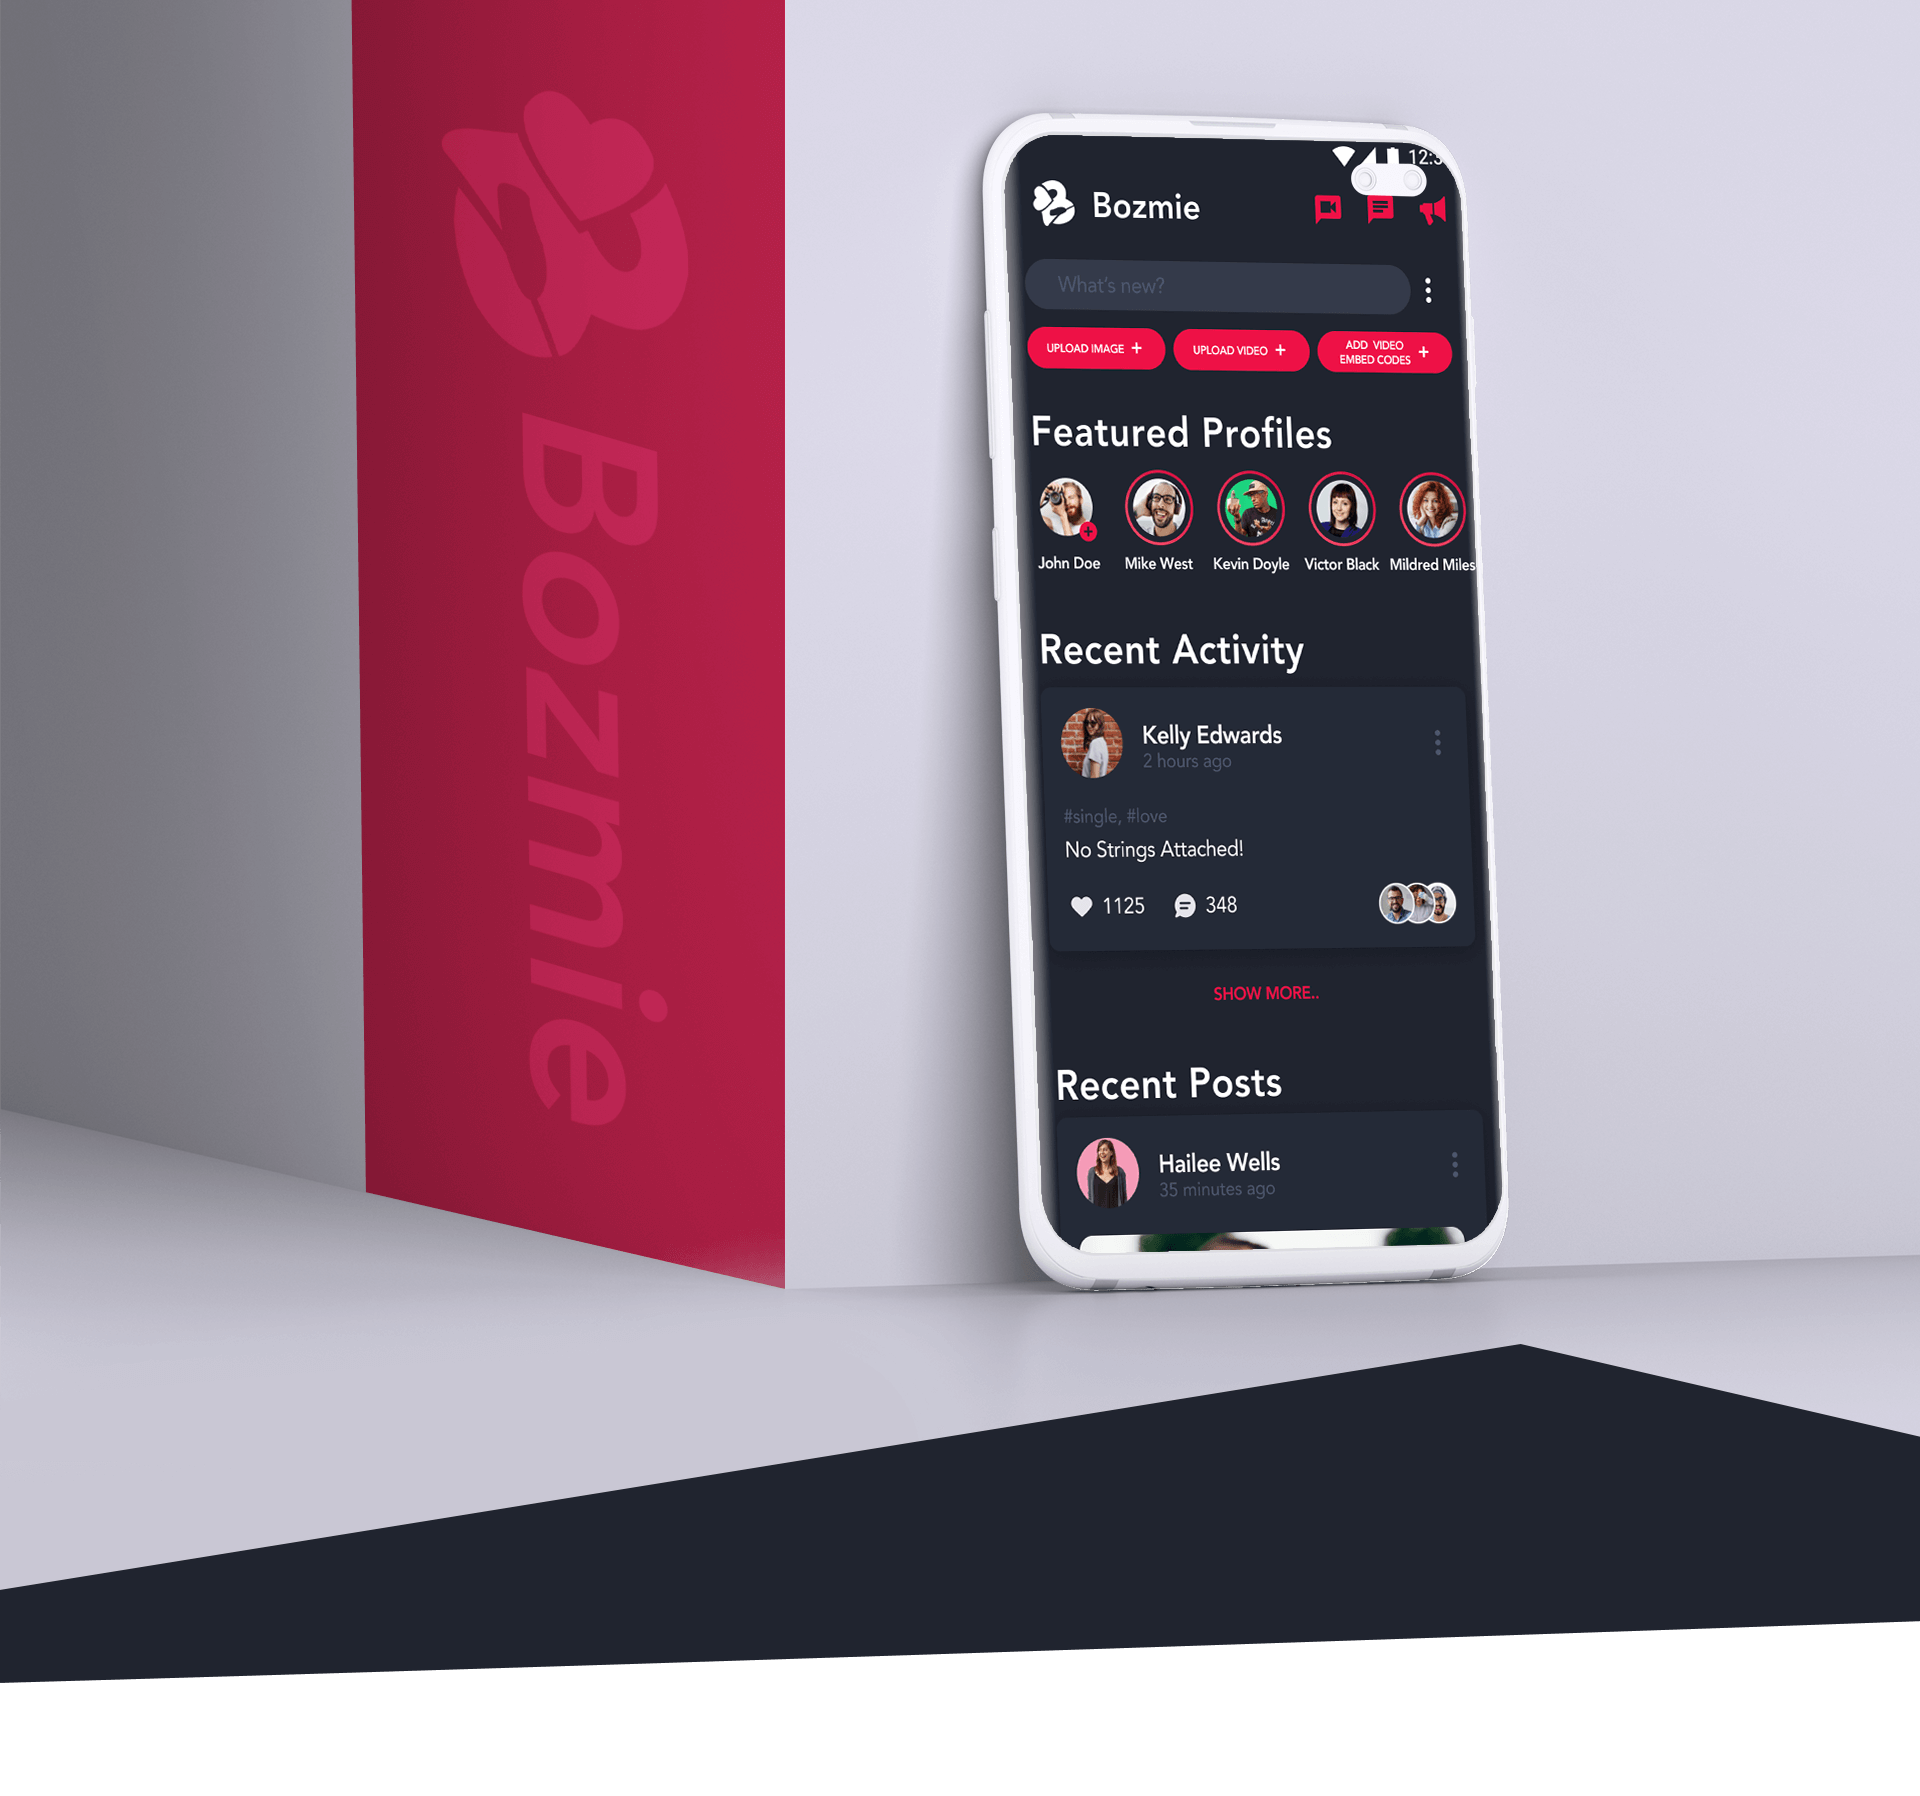 Bozmie
12:3
Bozmie
What's new?
UPLOAD IMAGE +
UPLOAD VIDEO +
ADD VIDEO
EMBED CODES +
Featured Profiles
John Doe
Mike West
Kevin Doyle
Victor Black
Mildred Miles
Recent Activity
Kelly Edwards
2 hours ago
#single, #love
No Strings Attached!
1125
348
SHOW MORE..
Recent Posts
Hailee Wells
35 minutes ago